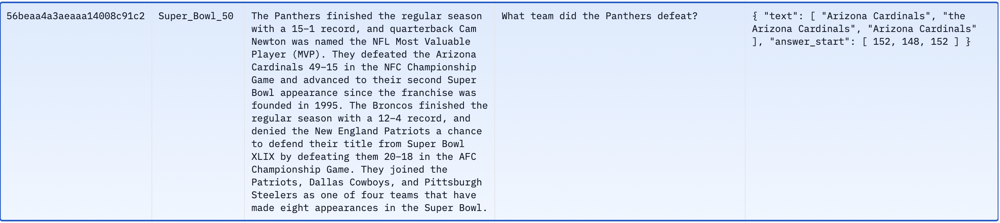 56beaa4a3aeaaa14008c91c2
Super_Bowl_50
The Panthers finished the regular season
with a 15–1 record, and quarterback Cam
Newton was named the NFL Most Valuable
Player (MVP). They defeated the Arizona
Cardinals 49–15 in the NFC Championship
Game and advanced to their second Super
Bowl appearance since the franchise was
founded in 1995. The Broncos finished the
regular season with a 12–4 record, and
denied the New England Patriots a chance
to defend their title from Super Bowl
XLIX by defeating them 20–18 in the AFC
Championship Game. They joined the
Patriots, Dallas Cowboys, and Pittsburgh
Steelers as one of four teams that have
made eight appearances in the Super Bowl.
What team did the Panthers defeat?
{ "text": [ "Arizona Cardinals", "the
Arizona Cardinals", "Arizona Cardinals"
], "answer_start": [ 152, 148, 152 ] }